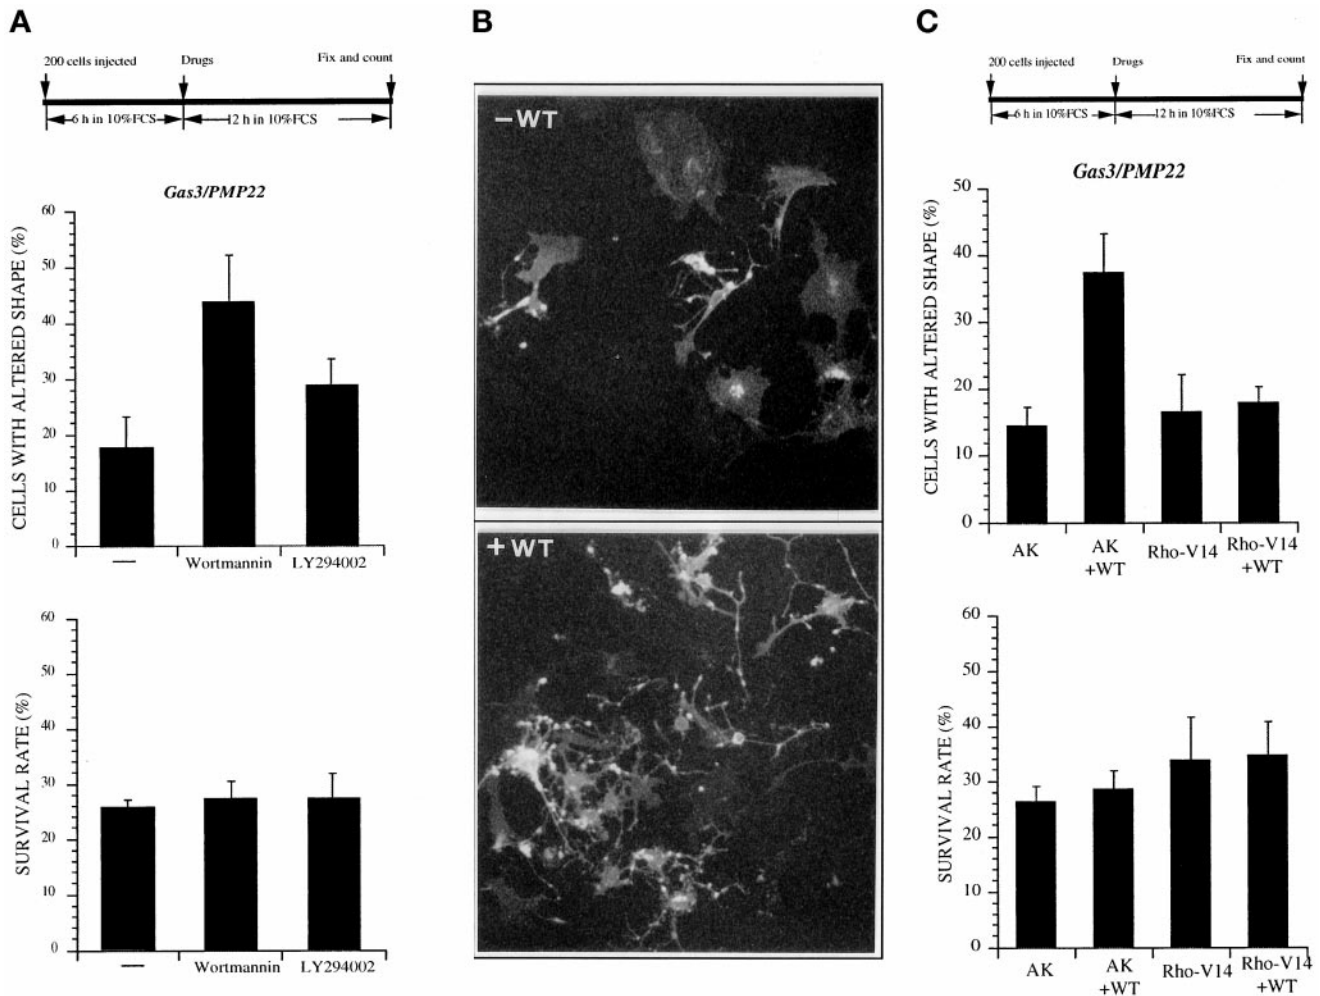 A
200 cells injected
Drugs
Fix and count
6 h in 10%FCS
12 h in 10%FCS
Gas3/PMP22
CELLS WITH ALTERED SHAPE (%)
60
50
40
30
20
10
0
—
Wortmannin
LY294002
SURVIVAL RATE (%)
60
50
40
30
20
10
0
—
Wortmannin
LY294002
B
–WT
+WT
C
200 cells injected
Drugs
Fix and count
6 h in 10%FCS
12 h in 10%FCS
Gas3/PMP22
CELLS WITH ALTERED SHAPE (%)
50
40
30
20
10
0
AK
AK
+WT
Rho-V14
Rho-V14
+WT
SURVIVAL RATE (%)
60
50
40
30
20
10
0
AK
AK
+WT
Rho-V14
Rho-V14
+WT